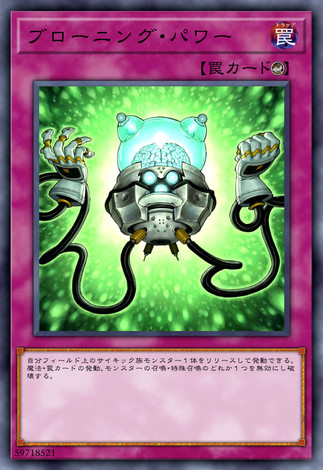 ブローニング・パワー
トラップ
罠
【罠カード】
自分フィールド上のサイキック族モンスター1体をリリースして発動できる。
魔法・罠カードの発動、モンスターの召喚・特殊召喚のどれか1つを無効にし破
壊する。
59718521